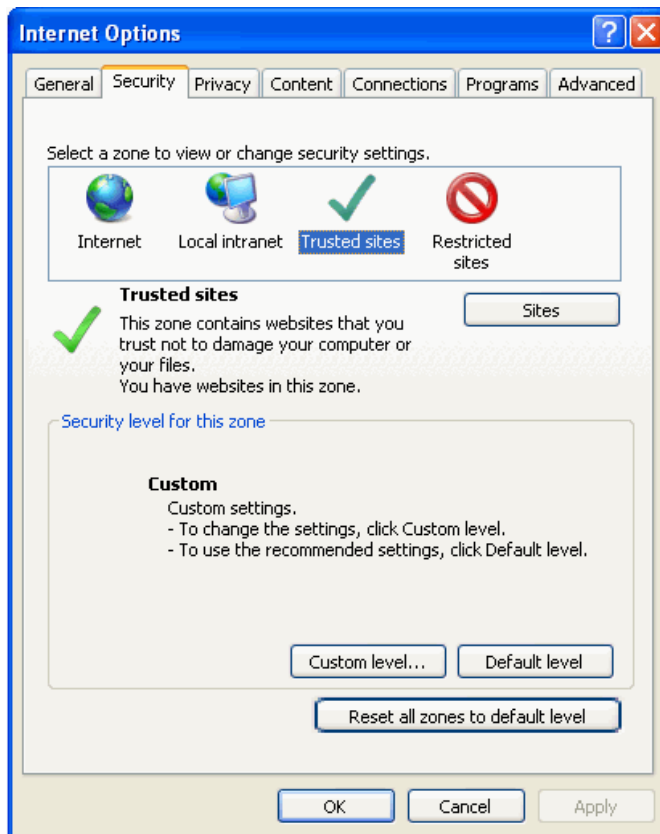 Internet Options
?
General Security Privacy Content Connections Programs Advanced
Select a zone to view or change security settings.
Internet Local intranet Trusted sites Restricted
sites
Trusted sites
Sites
This zone contains websites that you
trust not to damage your computer or
your files.
You have websites in this zone.
Security level for this zone
Custom
Custom settings.
- To change the settings, click Custom level.
- To use the recommended settings, click Default level.
Custom level... Default level
Reset all zones to default level
OK Cancel Apply